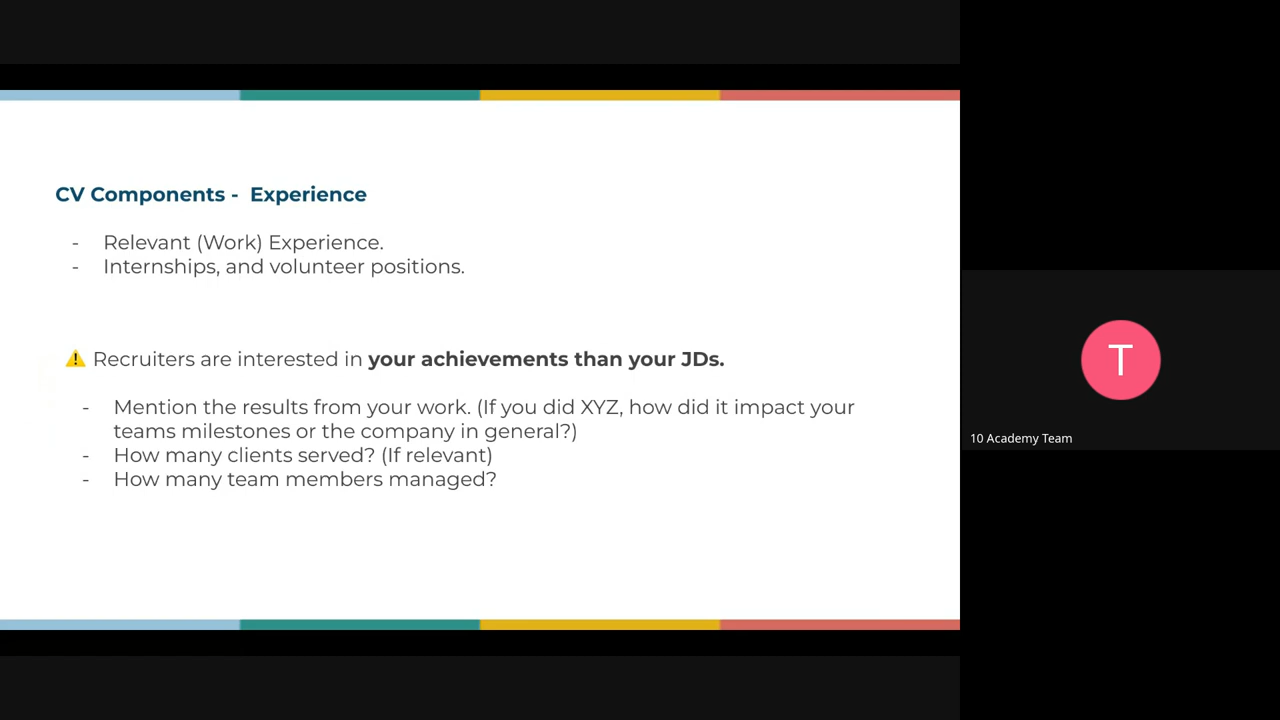 CV Components -  Experience
- Relevant (Work) Experience.
- Internships, and volunteer positions.
⚠ Recruiters are interested in your achievements than your JDs.
- Mention the results from your work. (If you did XYZ, how did it impact your
teams milestones or the company in general?)
- How many clients served? (If relevant)
- How many team members managed?
T
10 Academy Team